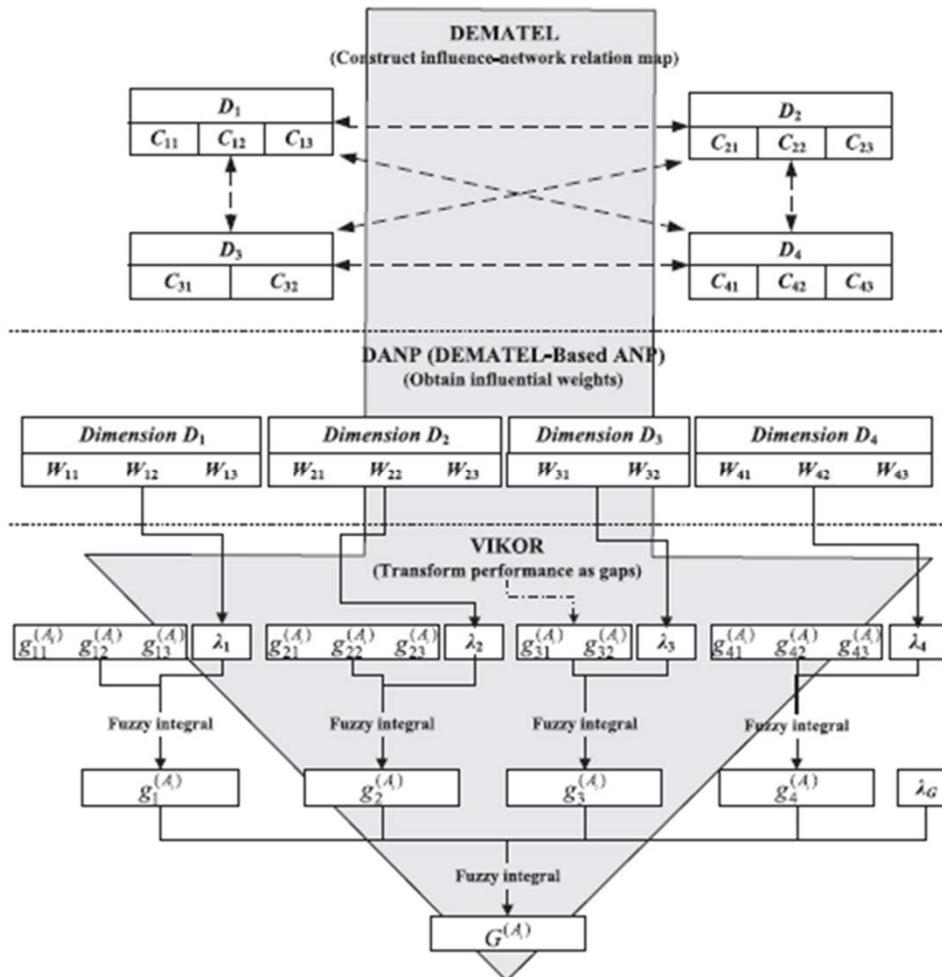 DEMATEL
(Construct influence-network relation map)
D₁
C₁₁ C₁₂ C₁₃
D₂
C₂₁ C₂₂ C₂₃
D₃
C₃₁ C₃₂
D₄
C₄₁ C₄₂ C₄₃
DANP (DEMATEL-Based ANP)
(Obtain influential weights)
Dimension D₁
W₁₁ W₁₂ W₁₃
Dimension D₂
W₂₁ W₂₂ W₂₃
Dimension D₃
W₃₁ W₃₂
Dimension D₄
W₄₁ W₄₂ W₄₃
VIKOR
(Transform performance as gaps)
g₁₁^(Aᵢ) g₁₂^(Aᵢ) g₁₃^(Aᵢ) λ₁
g₂₁^(Aᵢ) g₂₂^(Aᵢ) g₂₃^(Aᵢ) λ₂
g₃₁^(Aᵢ) g₃₂^(Aᵢ) λ₃
g₄₁^(Aᵢ) g₄₂^(Aᵢ) g₄₃^(Aᵢ) λ₄
Fuzzy integral
Fuzzy integral
Fuzzy integral
Fuzzy integral
g₁^(Aᵢ)
g₂^(Aᵢ)
g₃^(Aᵢ)
g₄^(Aᵢ)
λ_G
Fuzzy integral
G^(Aᵢ)